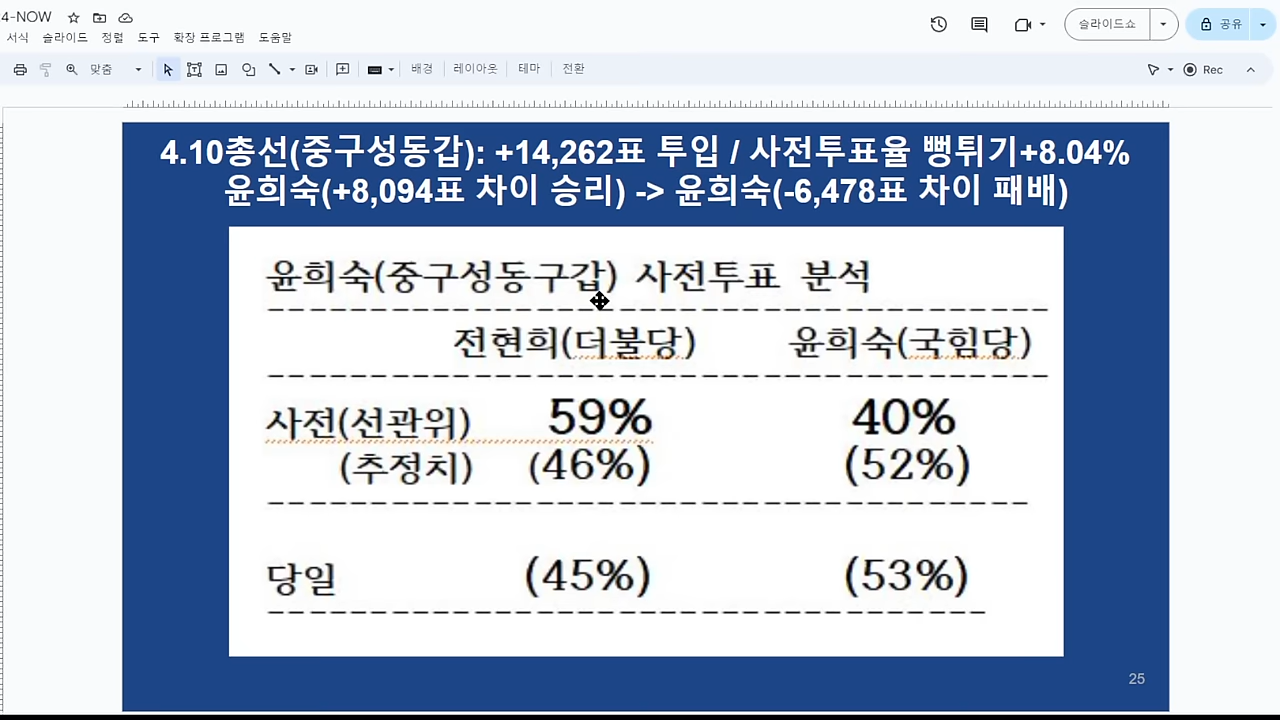 4-NOW
서식 슬라이드 정렬 도구 확장 프로그램 도움말
슬라이드쇼
공유
맞춤
배경 레이아웃 테마 전환
Rec
4.10총선(중구성동갑): +14,262표 투입 / 사전투표율 뻥튀기+8.04%
윤희숙(+8,094표 차이 승리) -> 윤희숙(-6,478표 차이 패배)
윤희숙(중구성동구갑) 사전투표 분석
전현희(더불당) 윤희숙(국힘당)
사전(선관위) 59% 40%
(추정치) (46%) (52%)
당일 (45%) (53%)
25